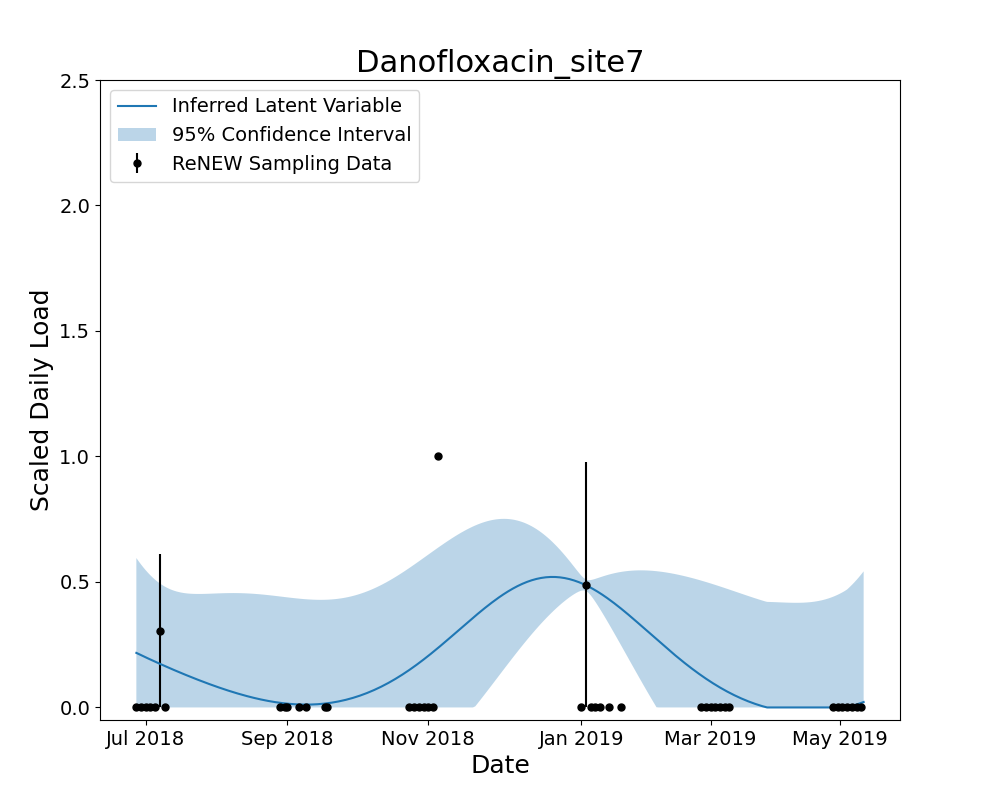 Danofloxacin_site7
2.5
2.0
1.5
1.0
0.5
0.0
Scaled Daily Load
Inferred Latent Variable
95% Confidence Interval
ReNEW Sampling Data
Jul 2018
Sep 2018
Nov 2018
Jan 2019
Mar 2019
May 2019
Date